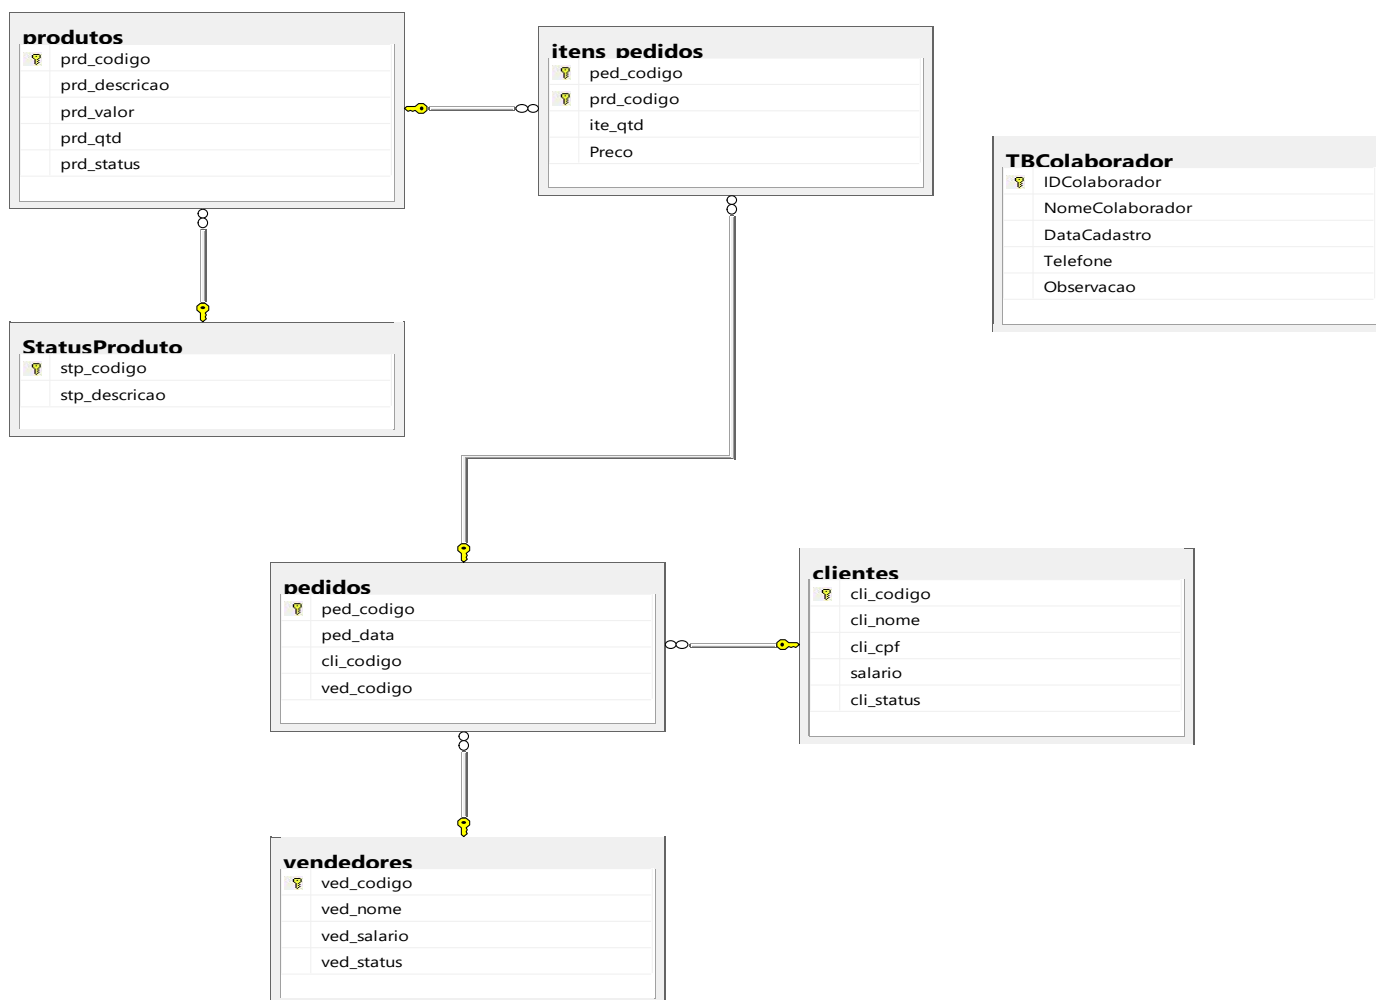 produtos
prd_codigo
prd_descricao
prd_valor
prd_qtd
prd_status
itens_pedidos
ped_codigo
prd_codigo
ite_qtd
Preco
TBColaborador
IDColaborador
NomeColaborador
DataCadastro
Telefone
Observacao
StatusProduto
stp_codigo
stp_descricao
pedidos
ped_codigo
ped_data
cli_codigo
ved_codigo
clientes
cli_codigo
cli_nome
cli_cpf
salario
cli_status
vendedores
ved_codigo
ved_nome
ved_salario
ved_status